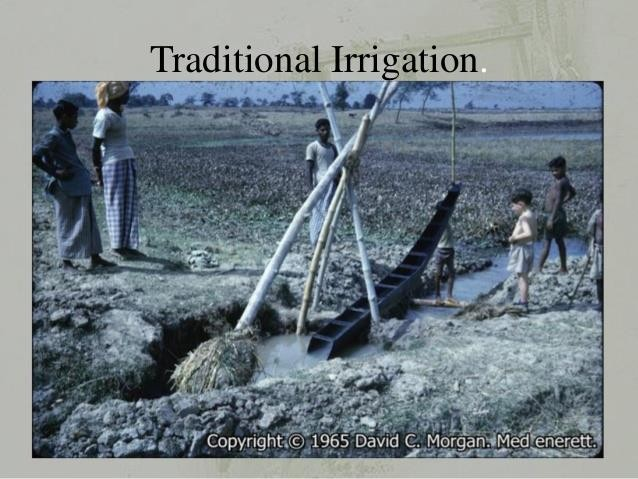 Traditional Irrigation.
Copyright © 1965 David C. Morgan. Med enerett.